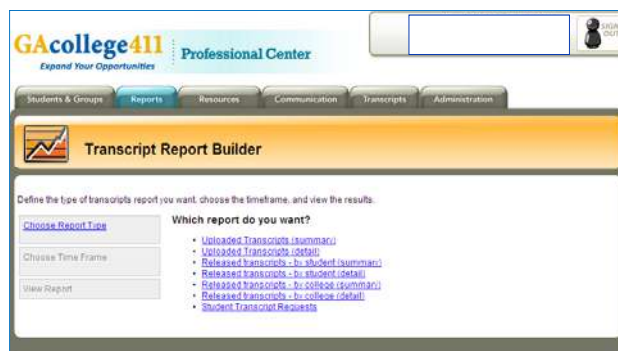 GAcollege411
Expand Your Opportunities
Professional Center
SIGN
OUT
Students & Groups
Reports
Resources
Communication
Transcripts
Administration
Transcript Report Builder
Define the type of transcripts report you want, choose the timeframe, and view the results.
Choose Report Type
Choose Time Frame
View Report
Which report do you want?
Uploaded Transcripts (summary)
Uploaded Transcripts (detail)
Released transcripts - by student (summary)
Released transcripts - by student (detail)
Released transcripts - by college (summary)
Released transcripts - by college (detail)
Student Transcript Requests